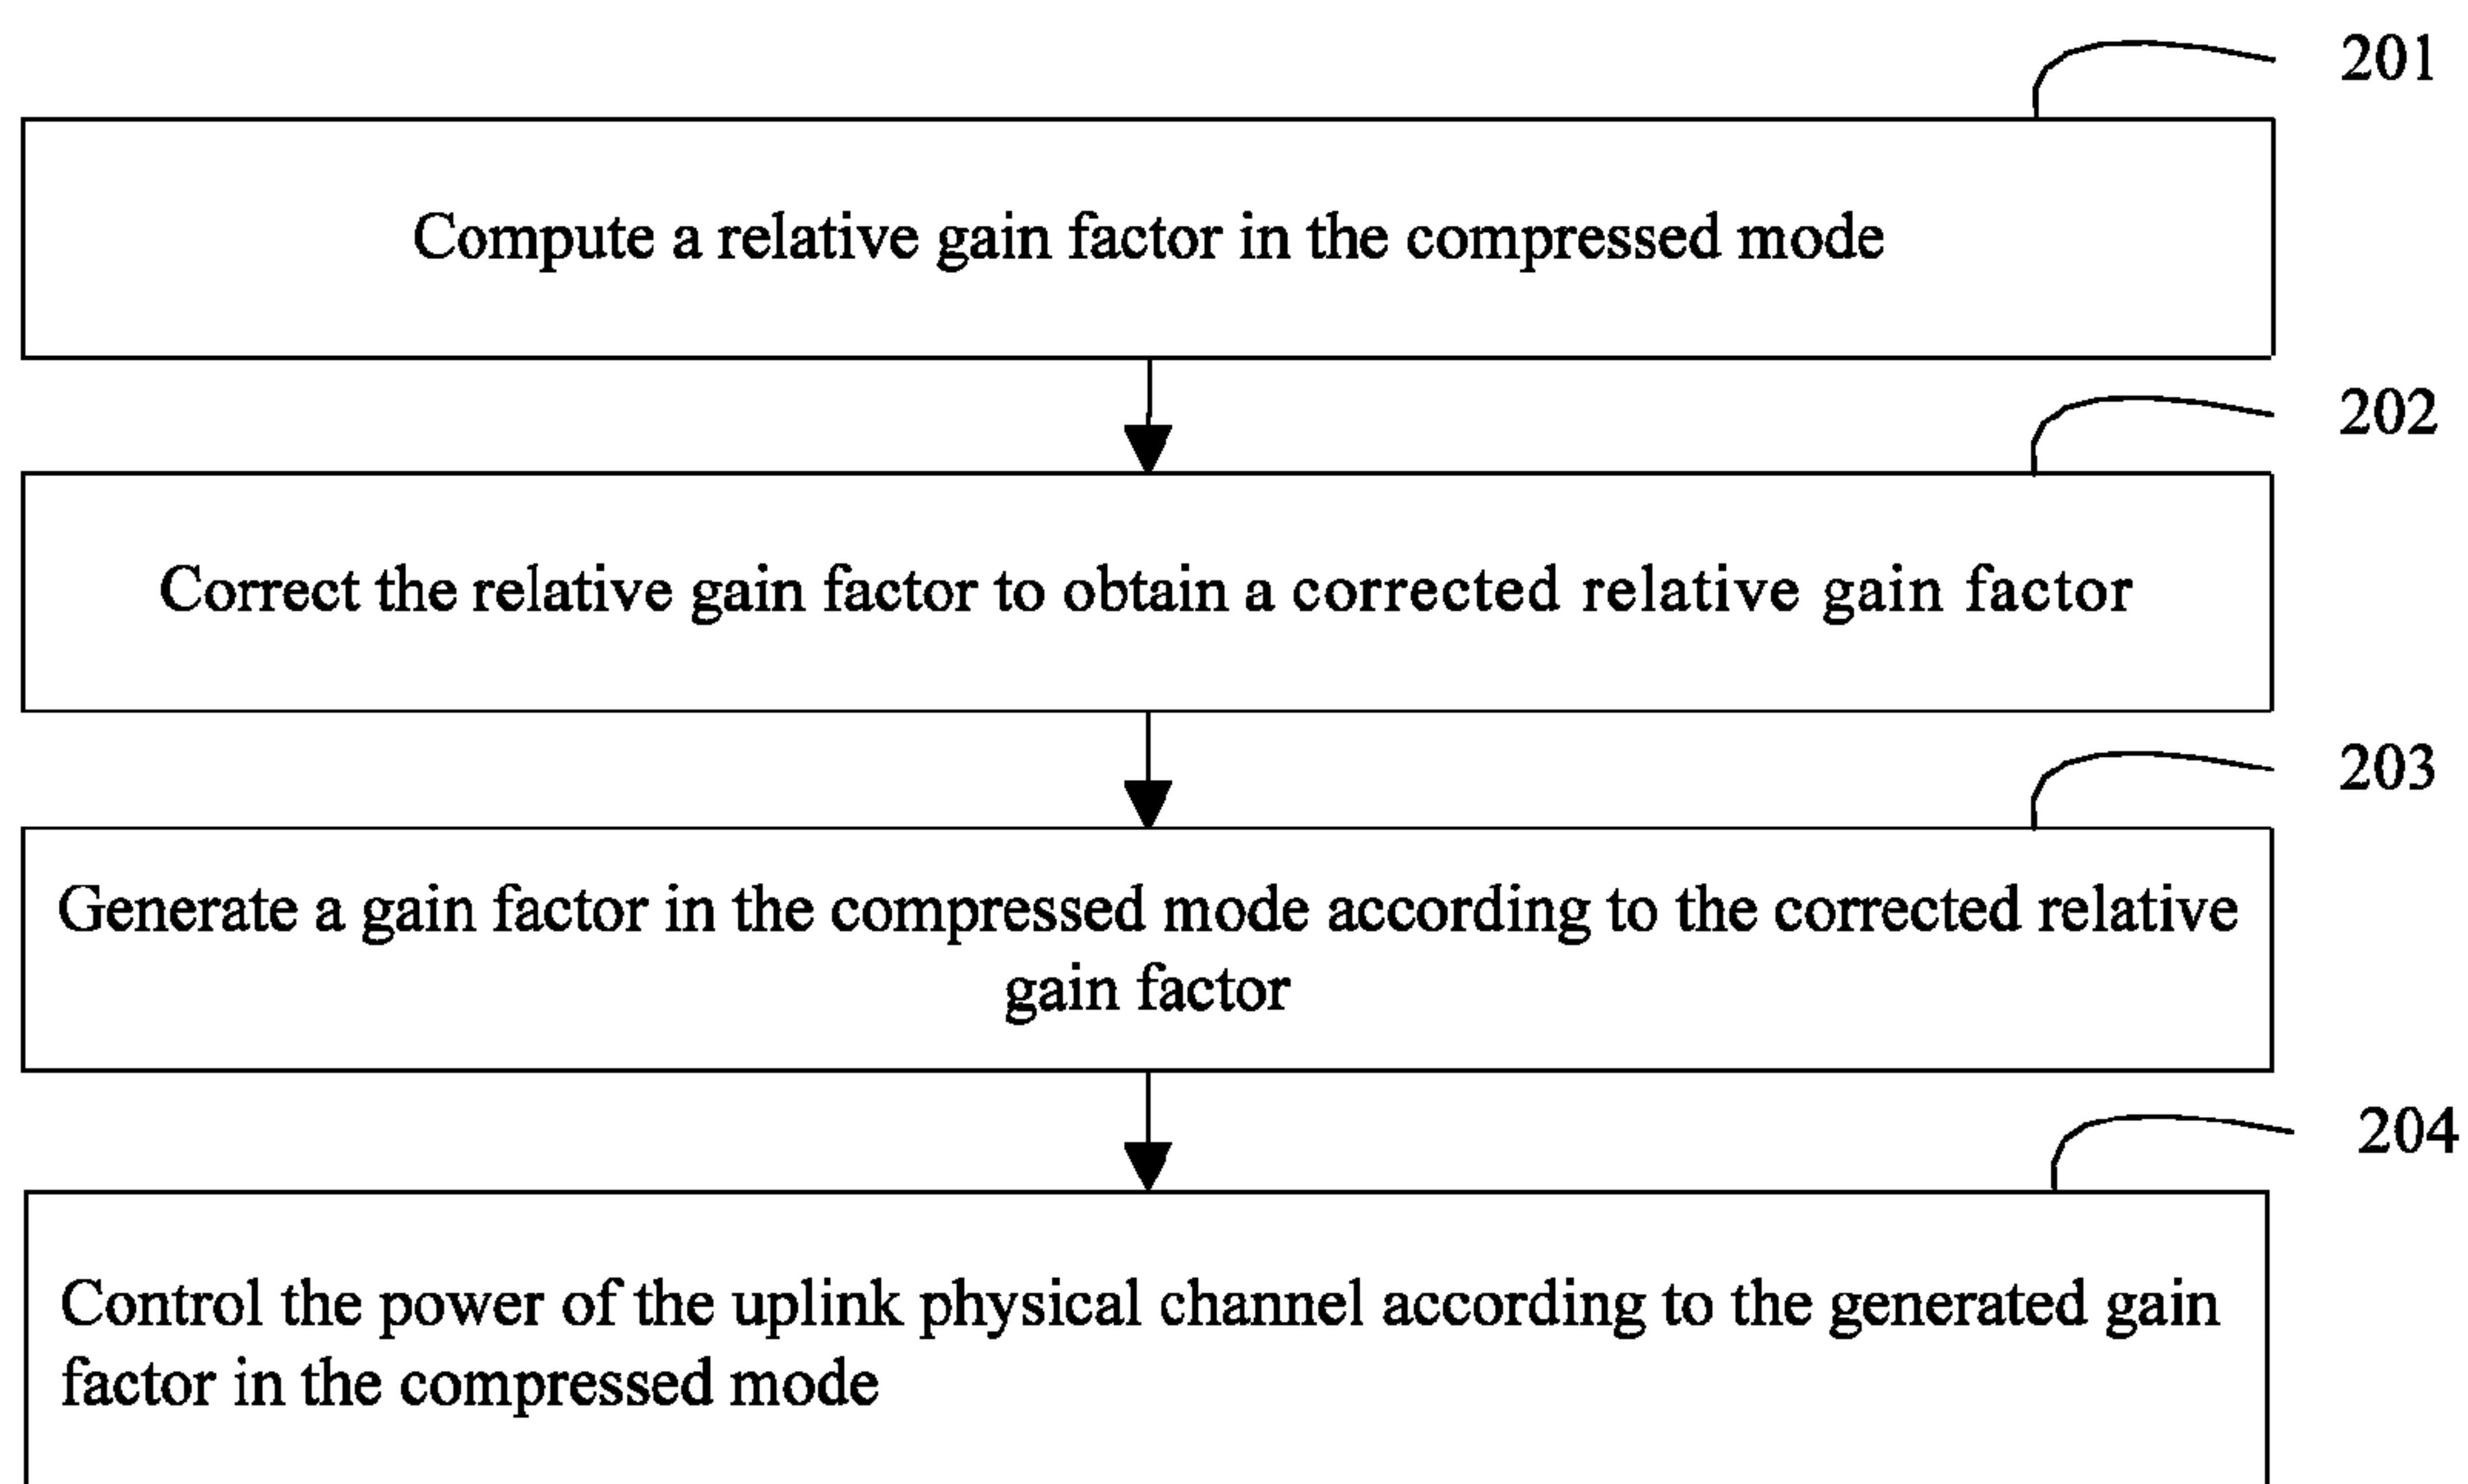 201
Compute a relative gain factor in the compressed mode
202
Correct the relative gain factor to obtain a corrected relative gain factor
203
Generate a gain factor in the compressed mode according to the corrected relative
gain factor
204
Control the power of the uplink physical channel according to the generated gain
factor in the compressed mode